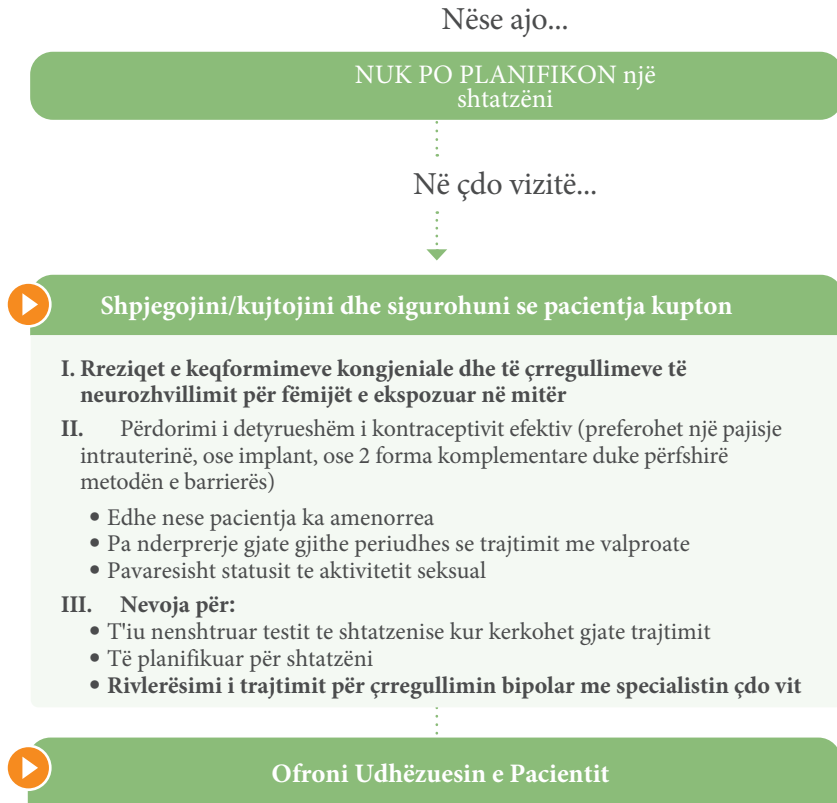 Nëse ajo...
NUK PO PLANIFIKON një
shtatzëni
Në çdo vizitë...
Shpjegojini/kujtojini dhe sigurohuni se pacientja kupton
I. Rreziqet e keqformimeve kongjeniale dhe të çrregullimeve të
neurozhvillimit për fëmijët e ekspozuar në mitër
II. Përdorimi i detyrueshëm i kontraceptivit efektiv (preferohet një pajisje
intrauterinë, ose implant, ose 2 forma komplementare duke përfshirë
metodën e barrierës)
• Edhe nese pacientja ka amenorrea
• Pa nderprerje gjate gjithe periudhes se trajtimit me valproate
• Pavaresisht statusit te aktivitetit seksual
III. Nevoja për:
• T'iu nenshtruar testit te shtatzenise kur kerkohet gjate trajtimit
• Të planifikuar për shtatzëni
• Rivlerësimi i trajtimit për çrregullimin bipolar me specialistin çdo vit
Ofroni Udhëzuesin e Pacientit